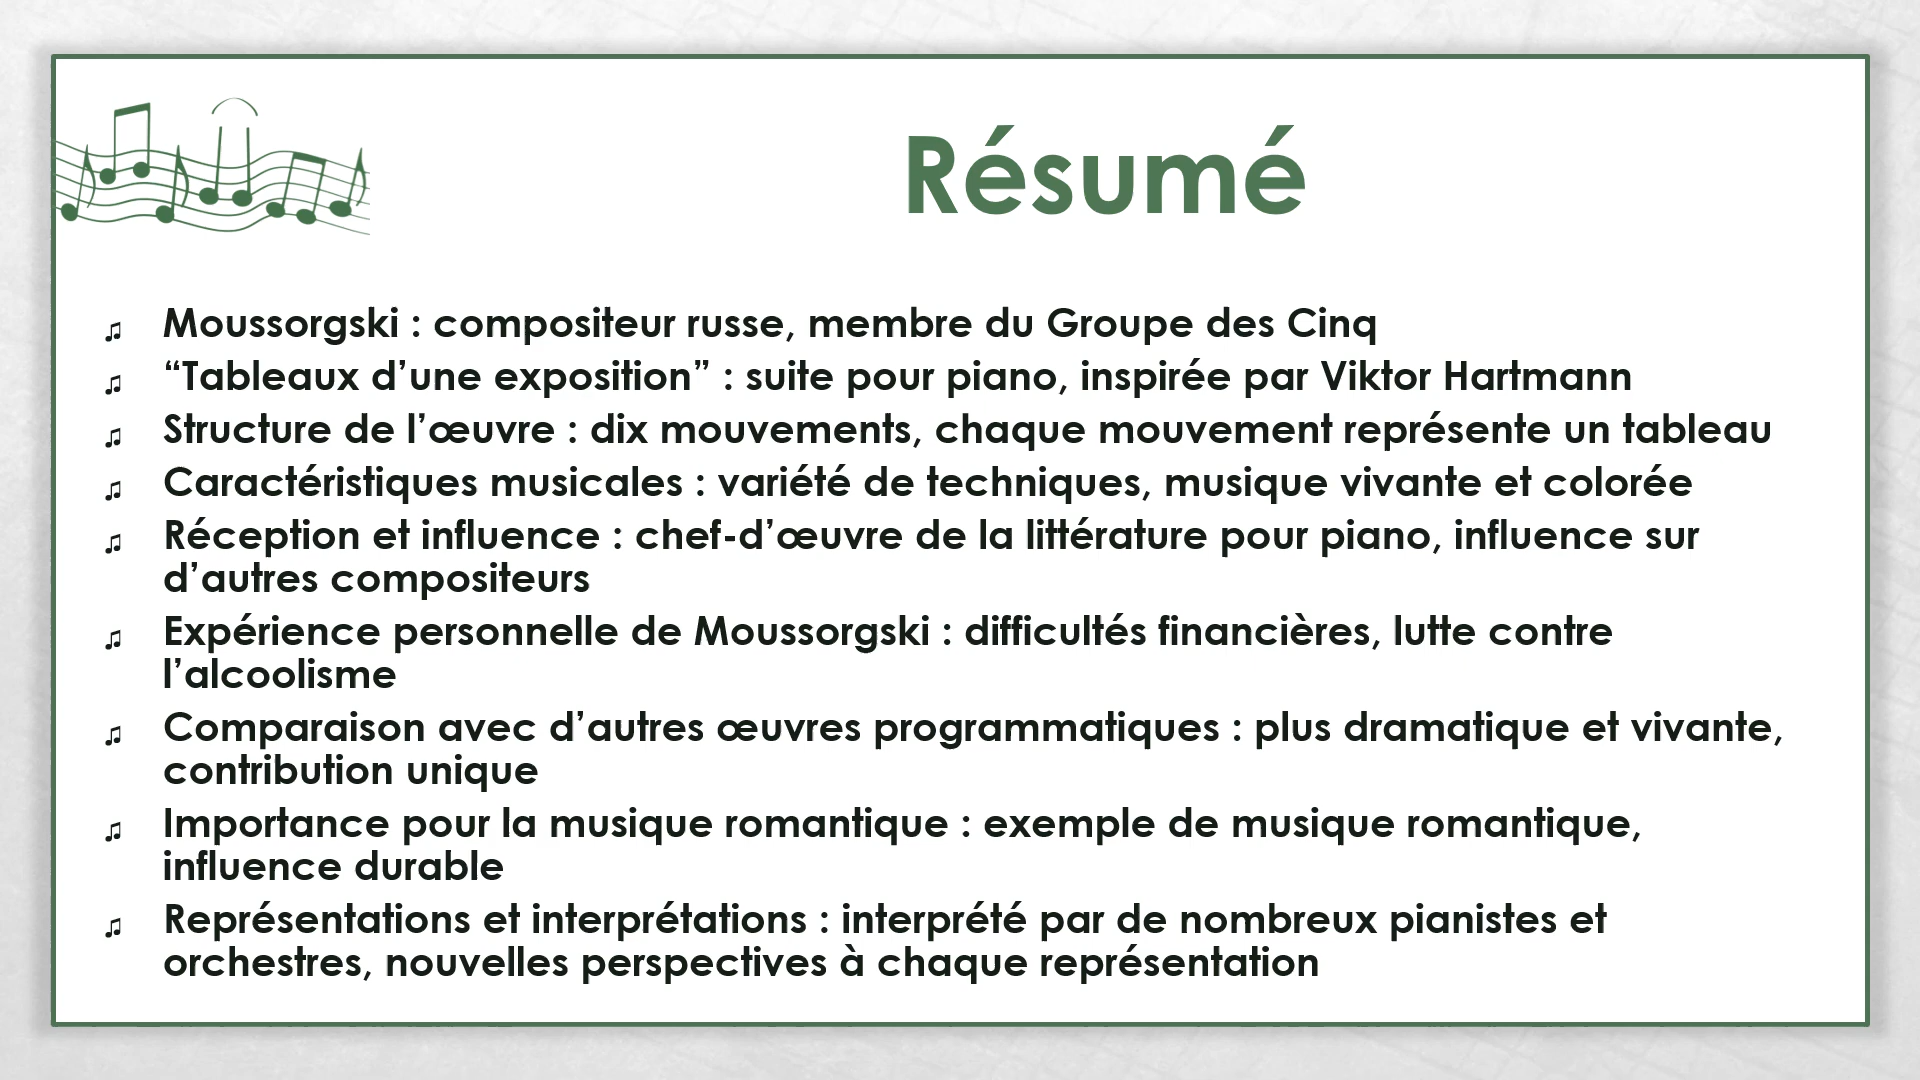 Résumé
♫ Moussorgski : compositeur russe, membre du Groupe des Cinq
♫ “Tableaux d’une exposition” : suite pour piano, inspirée par Viktor Hartmann
♫ Structure de l’œuvre : dix mouvements, chaque mouvement représente un tableau
♫ Caractéristiques musicales : variété de techniques, musique vivante et colorée
♫ Réception et influence : chef-d’œuvre de la littérature pour piano, influence sur
d’autres compositeurs
♫ Expérience personnelle de Moussorgski : difficultés financières, lutte contre
l’alcoolisme
♫ Comparaison avec d’autres œuvres programmatiques : plus dramatique et vivante,
contribution unique
♫ Importance pour la musique romantique : exemple de musique romantique,
influence durable
♫ Représentations et interprétations : interprété par de nombreux pianistes et
orchestres, nouvelles perspectives à chaque représentation